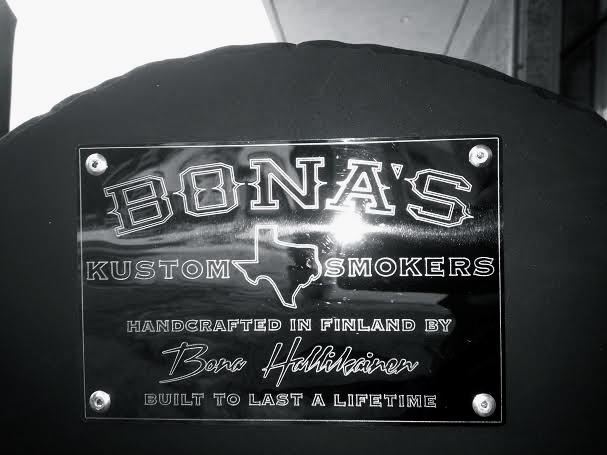 BONA'S
KUSTOM SMOKERS
HANDCRAFTED IN FINLAND BY
Bona Hallikainen
BUILT TO LAST A LIFETIME